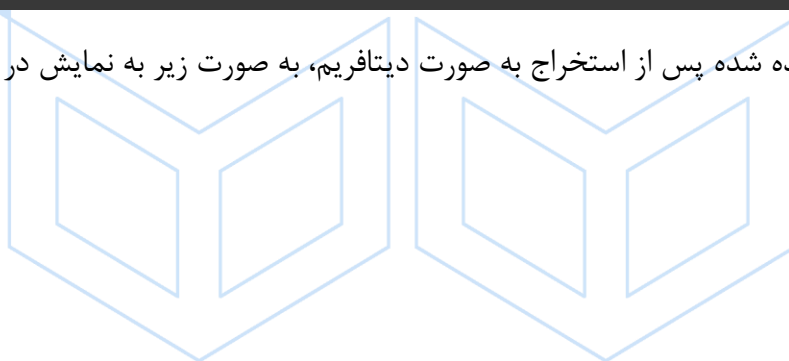 شده پس از استخراج به صورت دیتافریم، به صورت زیر به نمایش در